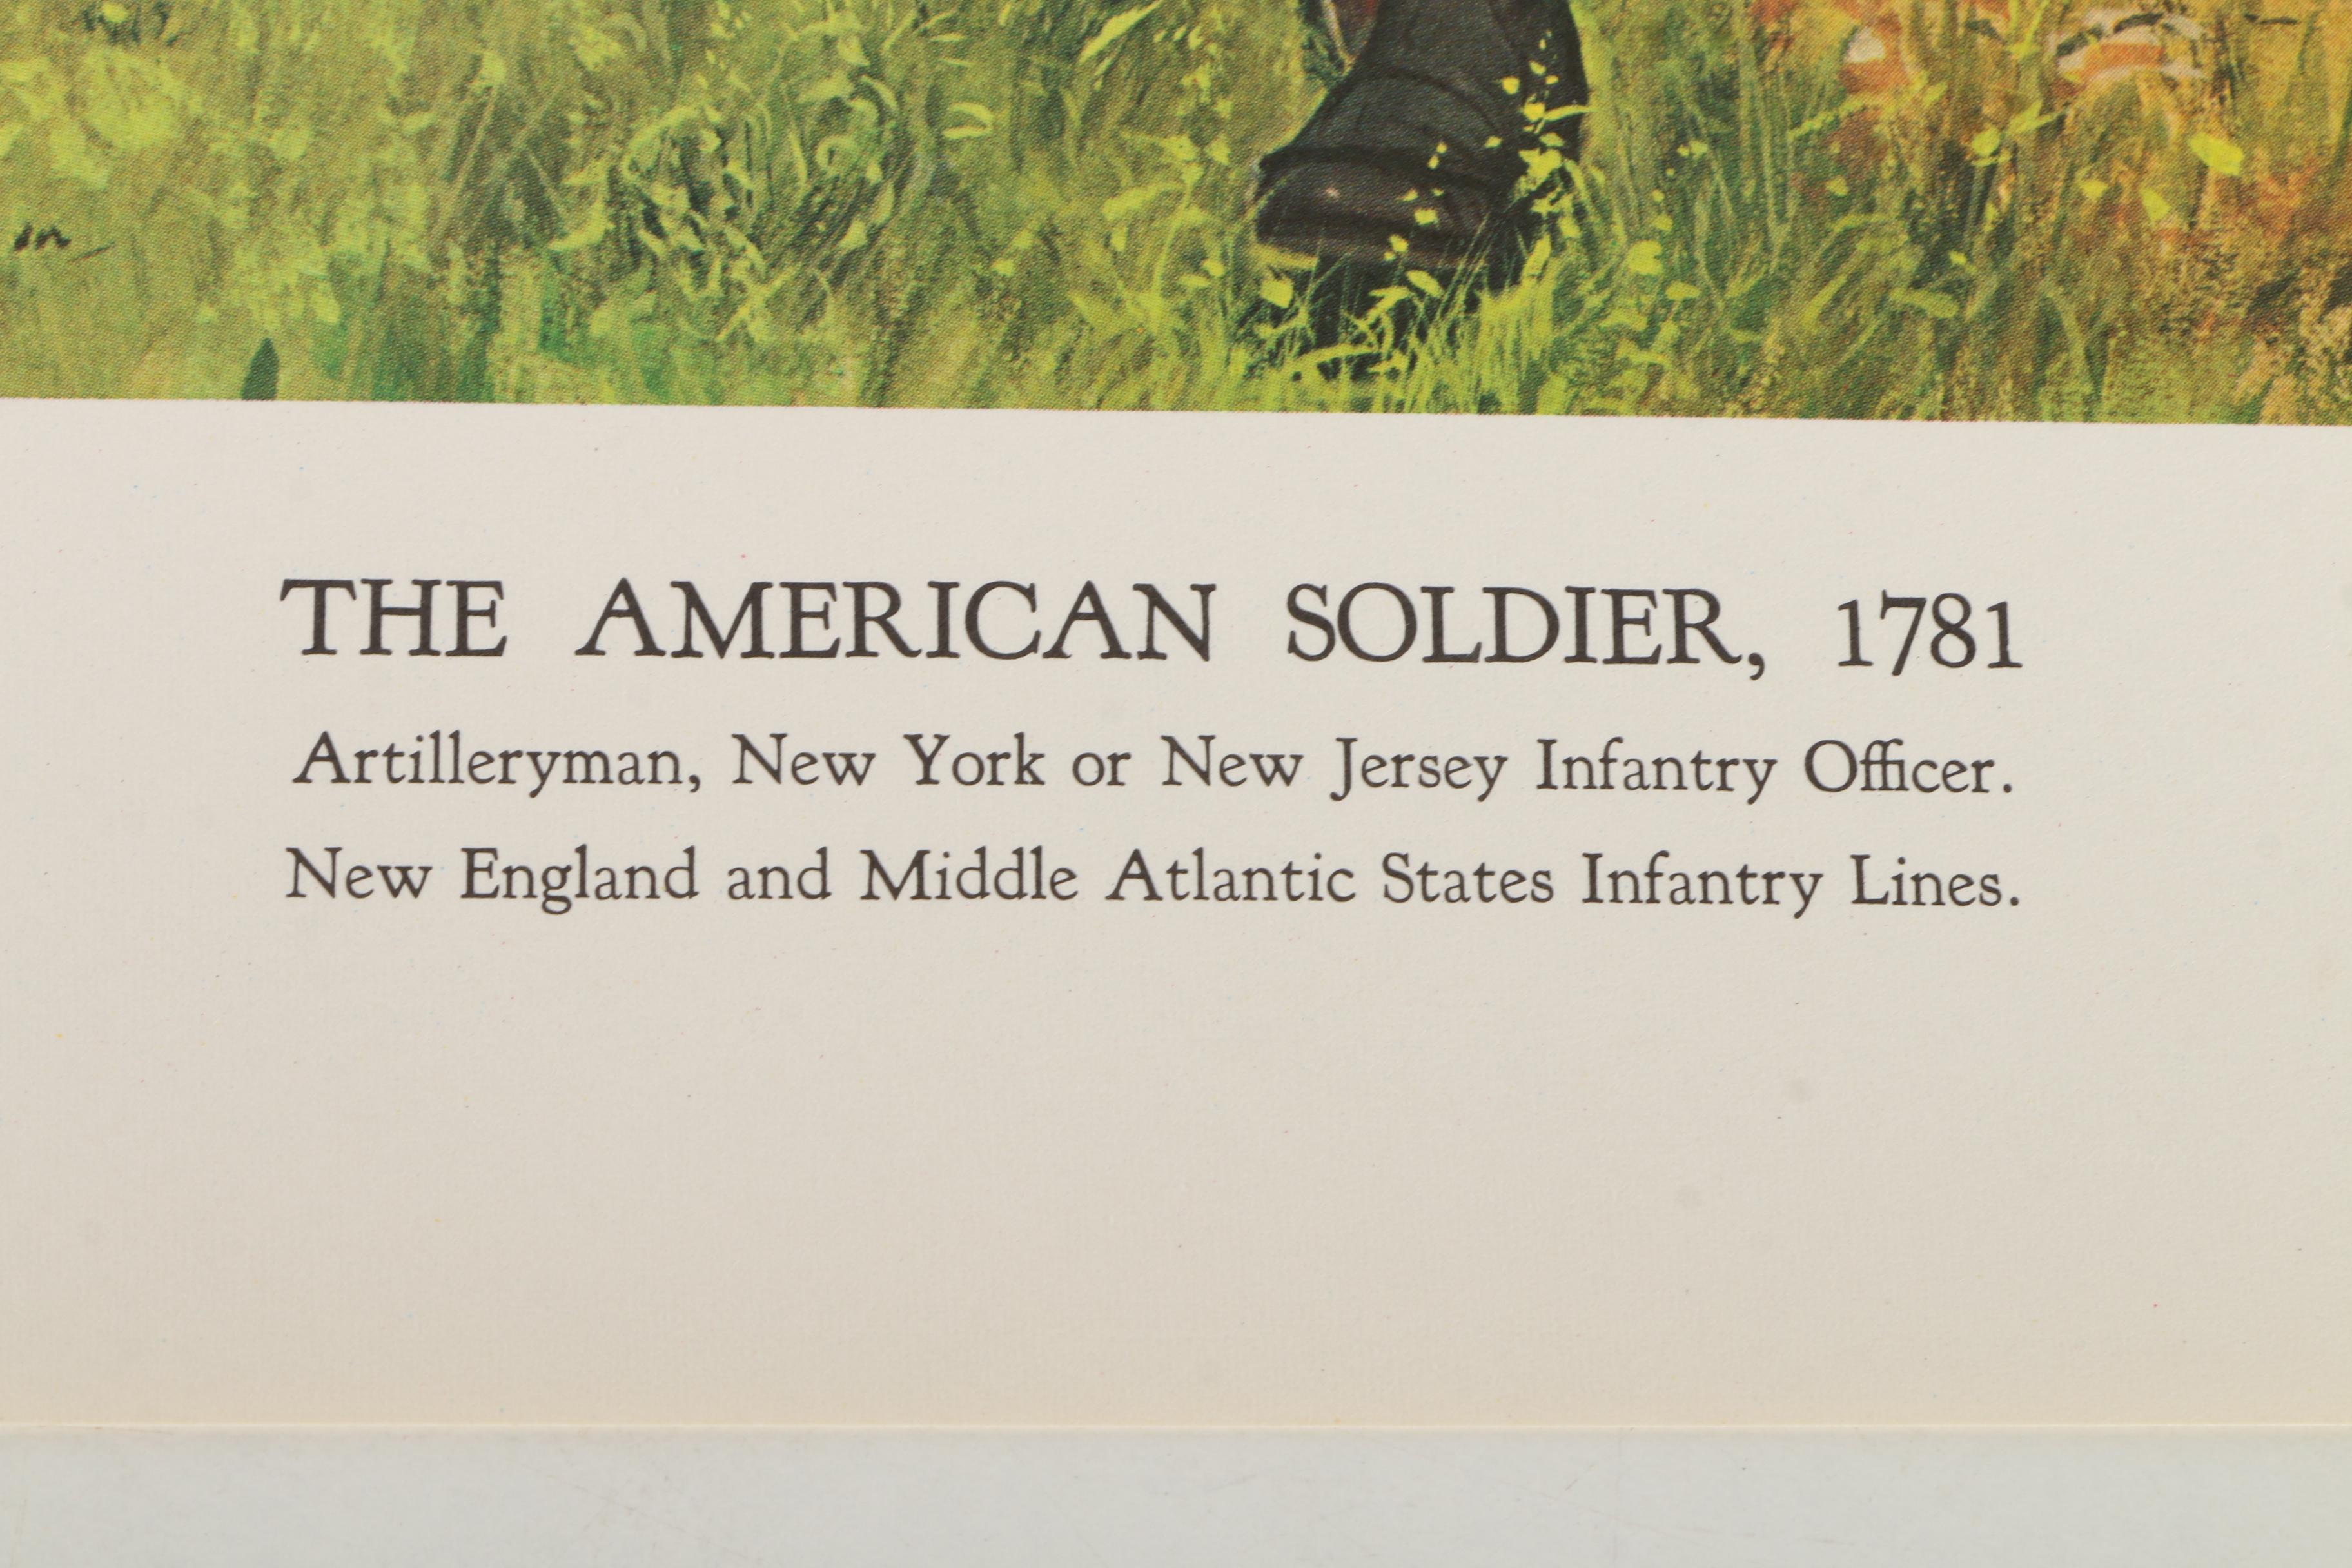 in
THE AMERICAN SOLDIER, 1781
Artilleryman, New York or New Jersey Infantry Officer.
New England and Middle Atlantic States Infantry Lines.